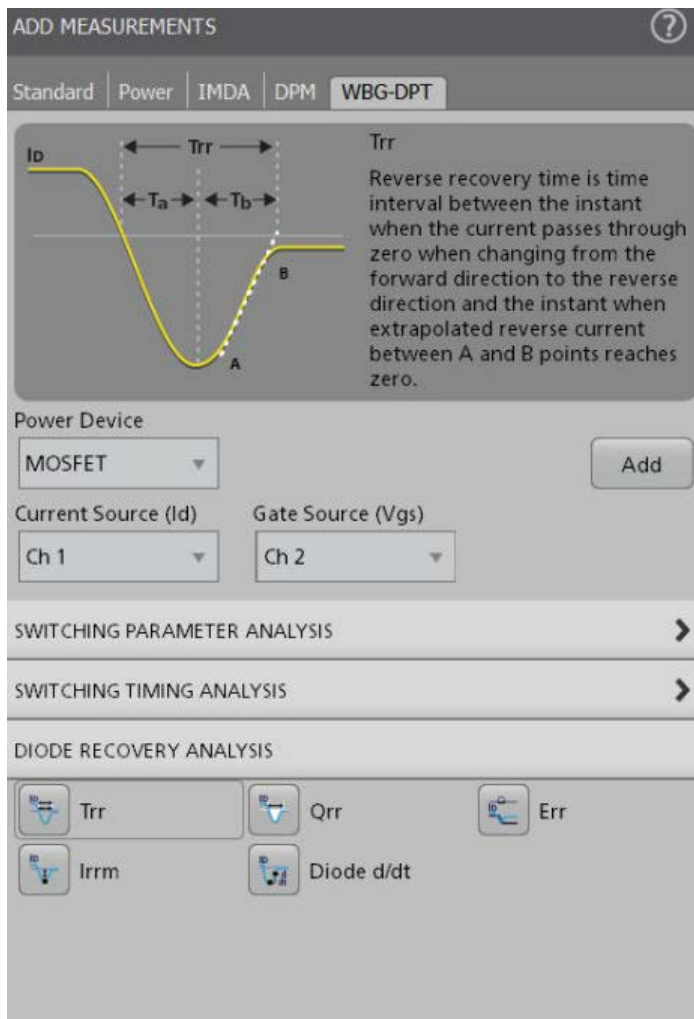 ADD MEASUREMENTS
?
Standard Power IMDA DPM WBG-DPT
ID
Trr
Ta Tb
B
A
Trr
Reverse recovery time is time
interval between the instant
when the current passes through
zero when changing from the
forward direction to the reverse
direction and the instant when
extrapolated reverse current
between A and B points reaches
zero.
Power Device
MOSFET
Add
Current Source (Id) Gate Source (Vgs)
Ch 1 Ch 2
SWITCHING PARAMETER ANALYSIS
SWITCHING TIMING ANALYSIS
DIODE RECOVERY ANALYSIS
Trr Qrr Err
Irrm Diode d/dt